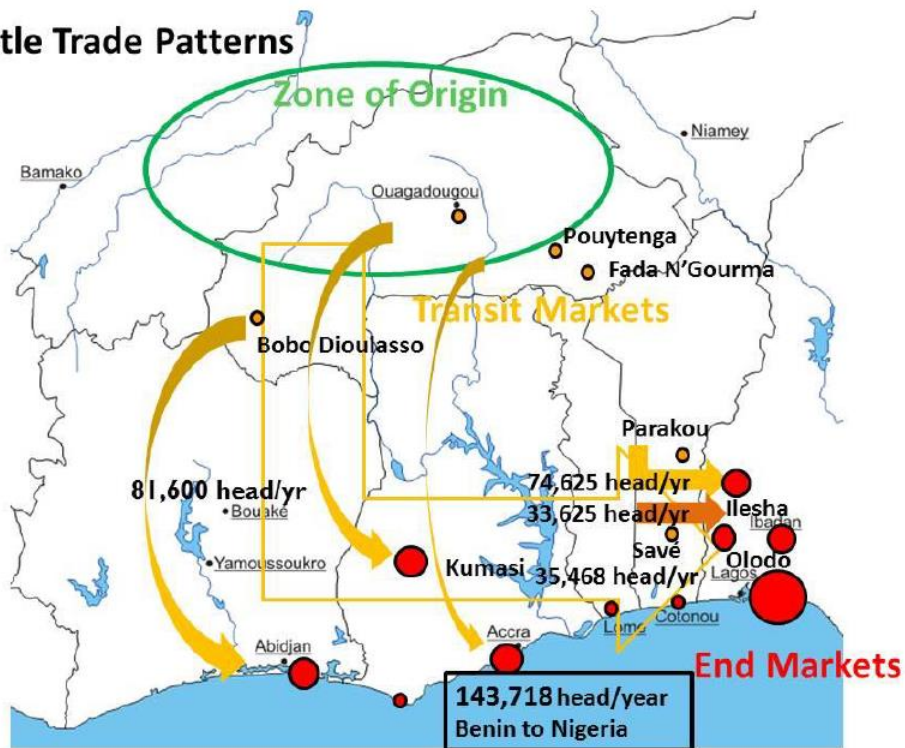 tle Trade Patterns
Zone of Origin
Niamey
Bamako
Ouagadougou
Pouytenga
Fada N'Gourma
Transit Markets
Bobo Dioulasso
Parakou
74,625 head/yr
81,600 head/yr
Bouaké
33,625 head/yr
Ilesha
Ibadan
Savé
Olodo
Yamoussoukro
Kumasi
35,468 head/yr
Lagos
Lome
Cotonou
Abidjan
Accra
End Markets
143,718 head/year
Benin to Nigeria